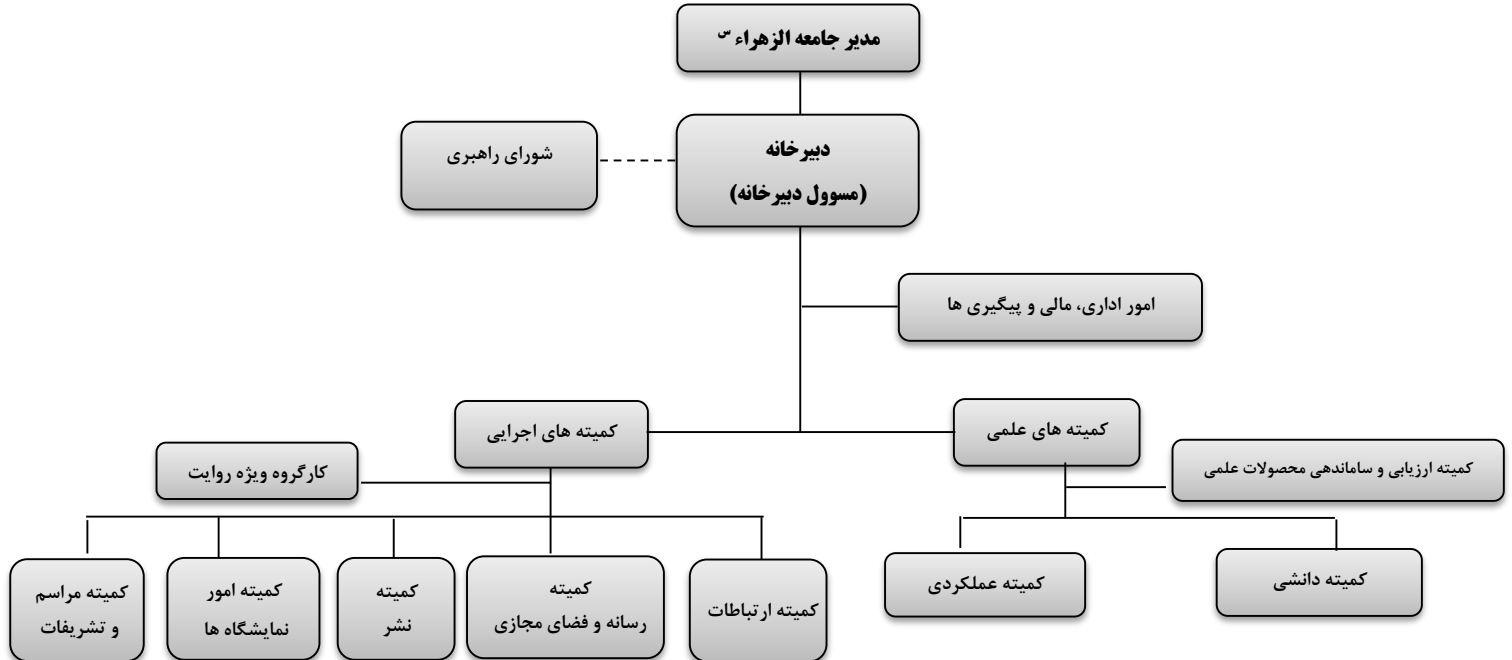 مدیر جامعه الزهراء س
دبیرخانه
(مسوول دبیرخانه)
شورای راهبری
امور اداری، مالی و پیگیری ها
کمیته های علمی
کمیته های اجرایی
کمیته ارزیابی و ساماندهی محصولات علمی
کارگروه ویژه روایت
کمیته دانشی
کمیته عملکردی
کمیته ارتباطات
کمیته
رسانه و فضای مجازی
کمیته
نشر
کمیته امور
نمایشگاه ها
کمیته مراسم
و تشریفات